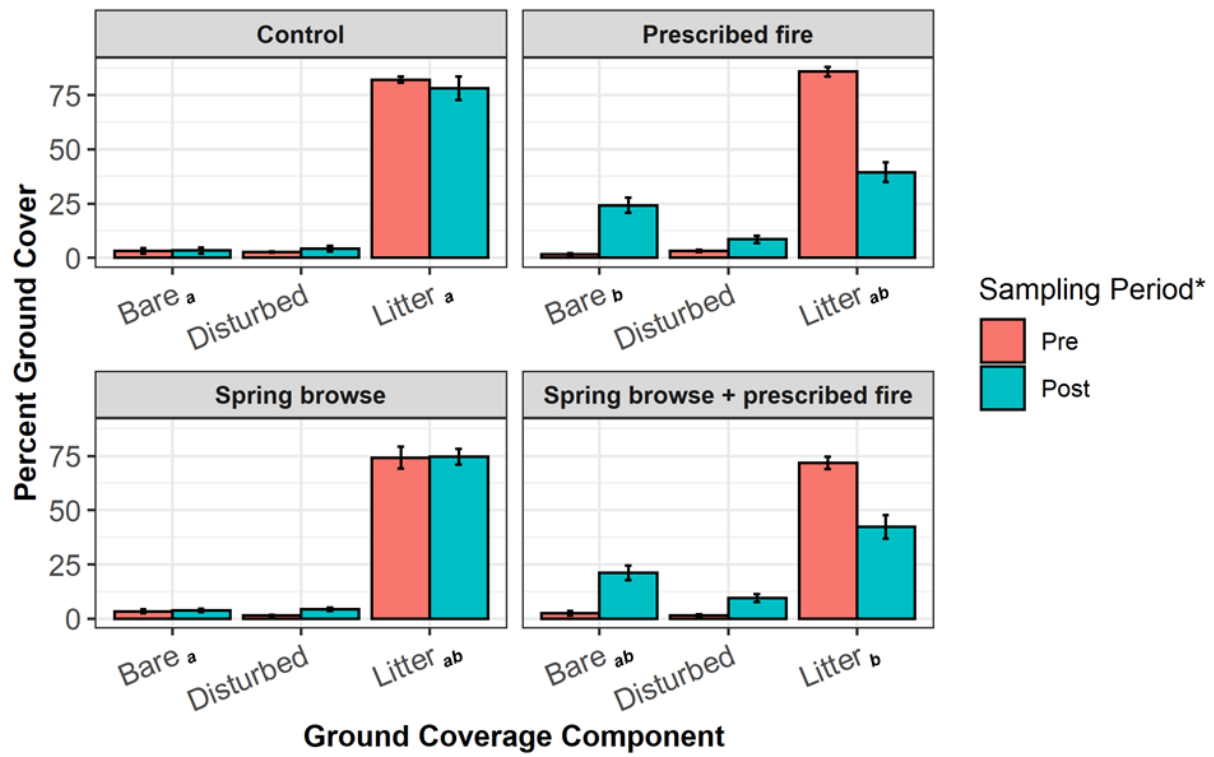 Control
Prescribed fire
Percent Ground Cover
75
50
25
0
Bare a
Disturbed
Litter a
Bare b
Disturbed
Litter ab
Sampling Period*
Pre
Post
Spring browse
Spring browse + prescribed fire
75
50
25
0
Bare a
Disturbed
Litter ab
Bare ab
Disturbed
Litter b
Ground Coverage Component